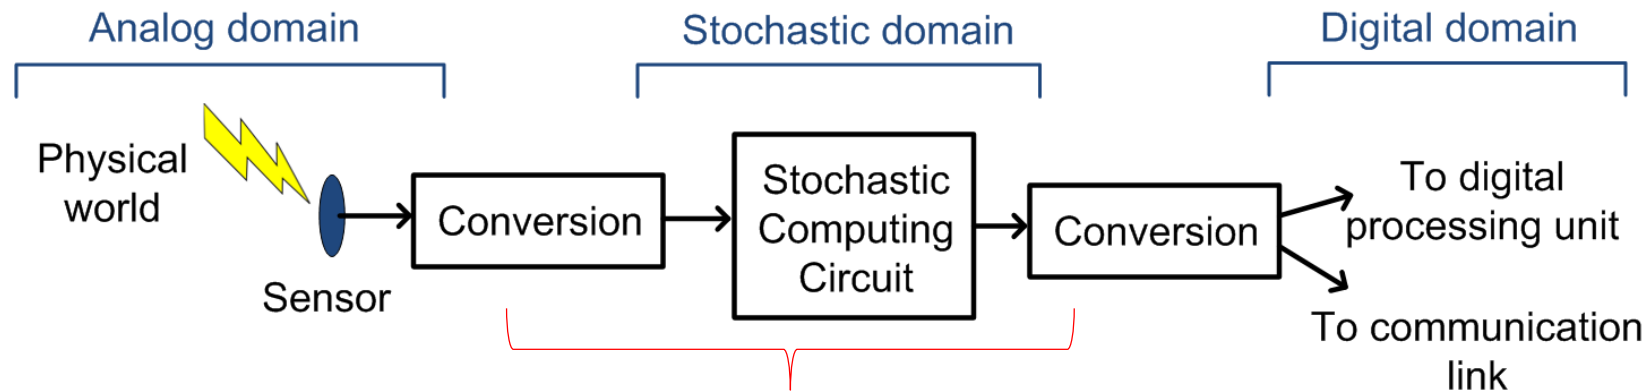 Analog domain
Stochastic domain
Digital domain
Physical
world
Sensor
Conversion
Stochastic
Computing
Circuit
Conversion
To digital
processing unit
To communication
link